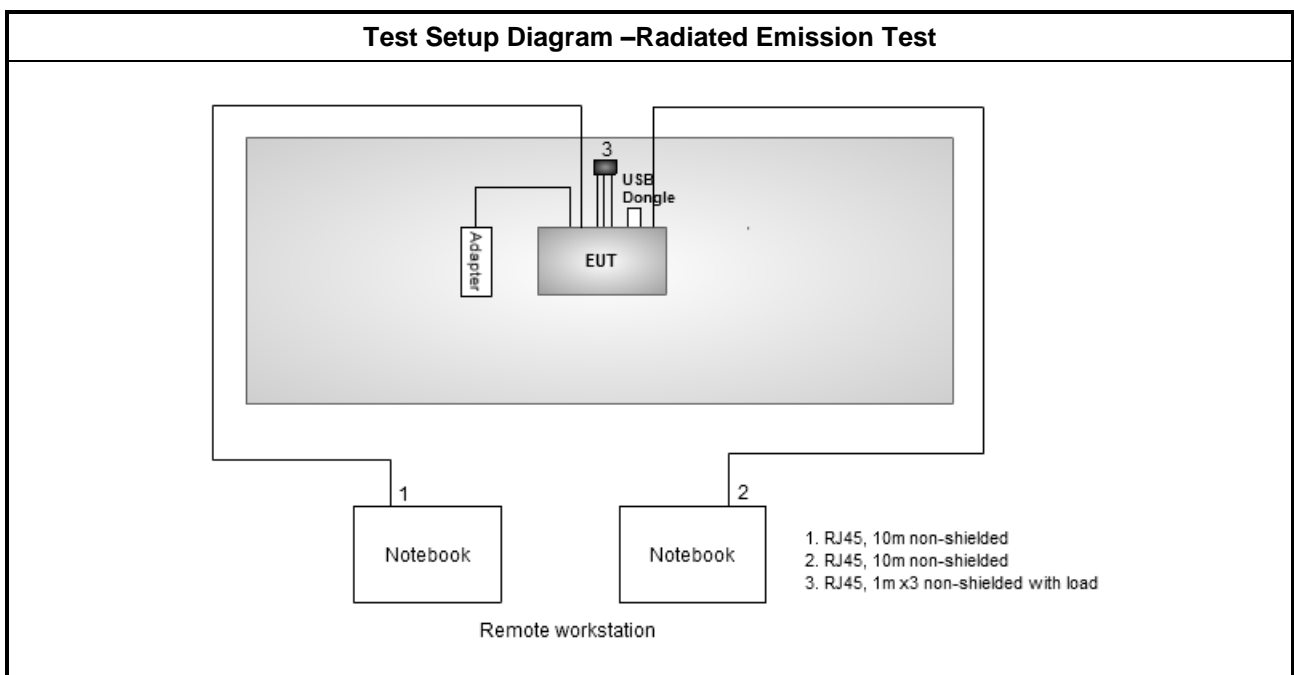 Test Setup Diagram –Radiated Emission Test
3
USB
Dongle
Adapter
EUT
1
2
Notebook
Notebook
1. RJ45, 10m non-shielded
2. RJ45, 10m non-shielded
3. RJ45, 1m x3 non-shielded with load
Remote workstation